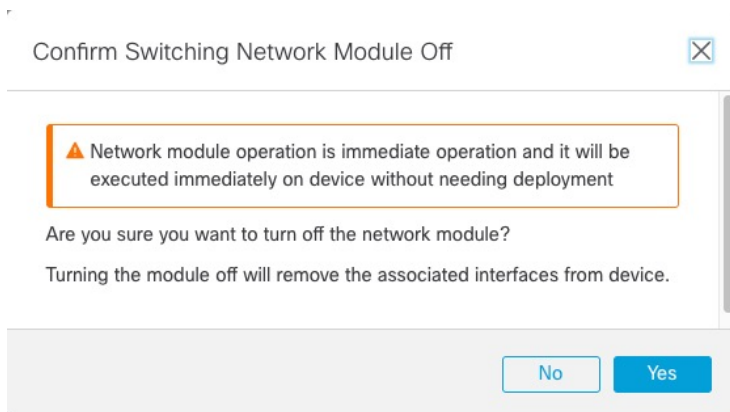 Confirm Switching Network Module Off
Network module operation is immediate operation and it will be
executed immediately on device without needing deployment
Are you sure you want to turn off the network module?
Turning the module off will remove the associated interfaces from device.
No
Yes